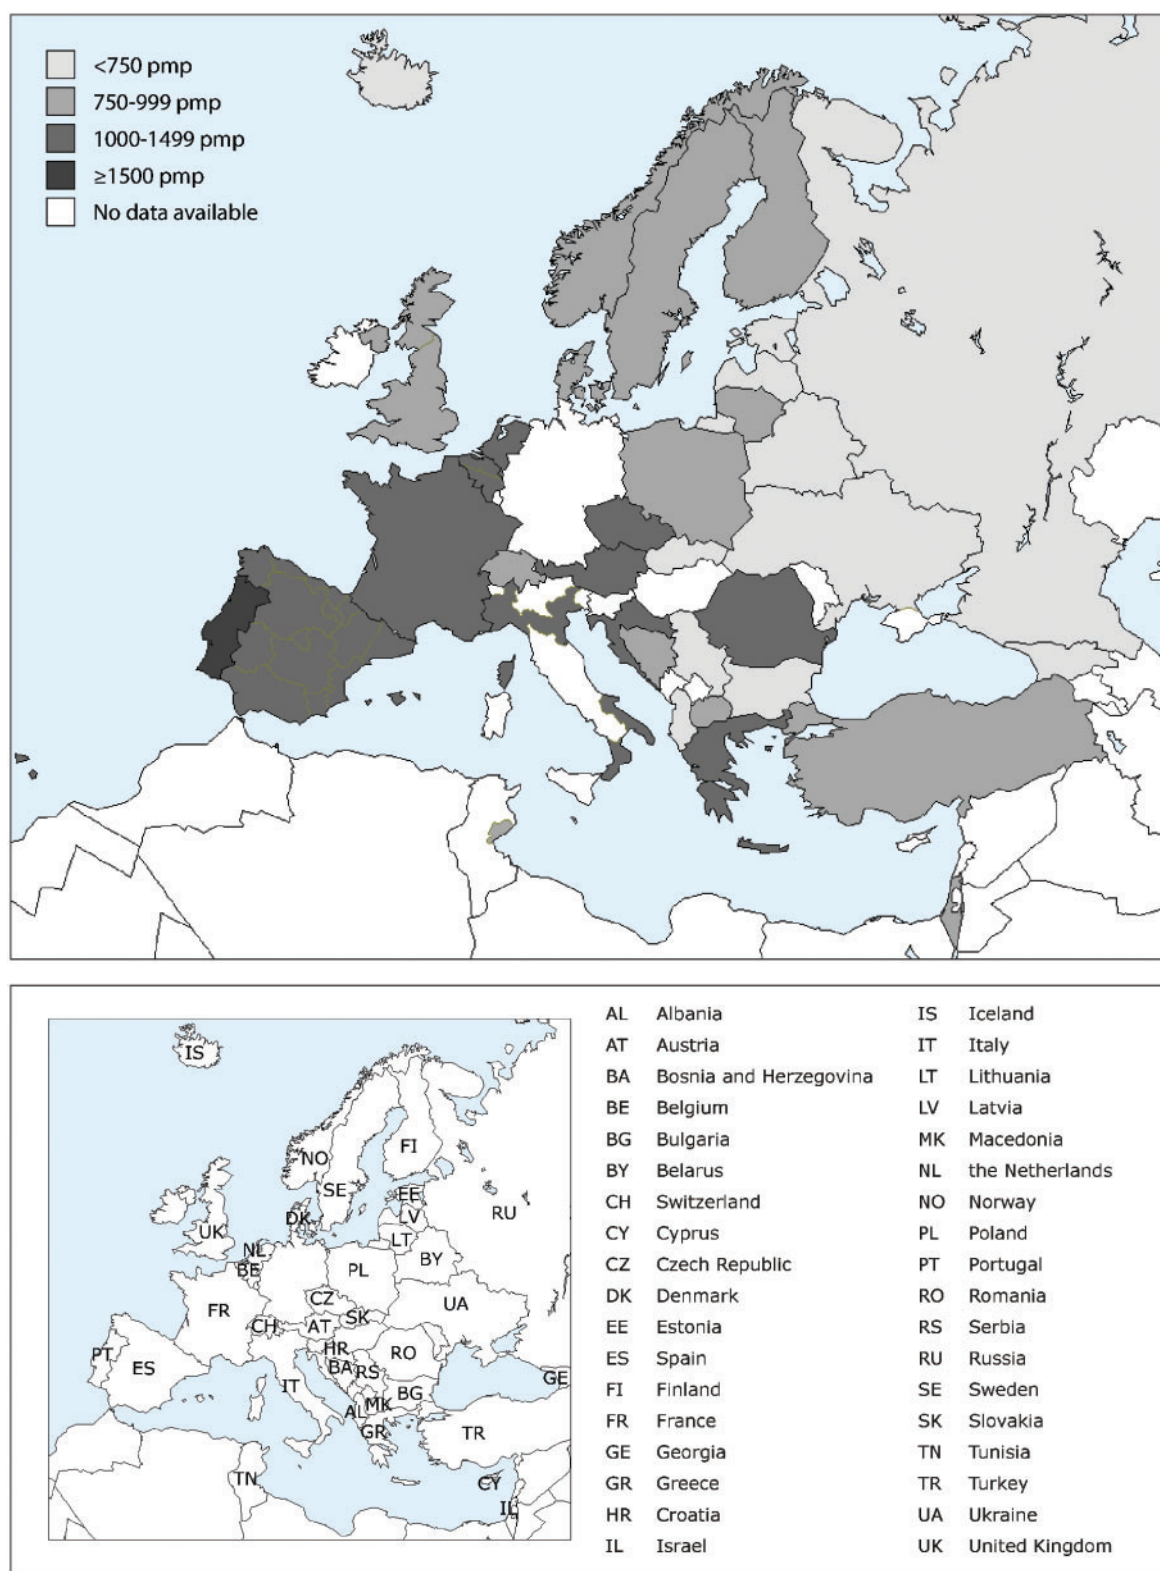 <750 pmp
750-999 pmp
1000-1499 pmp
≥1500 pmp
No data available
IS
FI
NO
SE
EE
RU
DK
LV
LT
UK
NL
BY
BE
PL
CZ
UA
FR
SK
CH
AT
HR
RO
PT
ES
BA
RS
GE
IT
BG
MK
AL
GR
TR
TN
CY
IL
AL Albania
AT Austria
BA Bosnia and Herzegovina
BE Belgium
BG Bulgaria
BY Belarus
CH Switzerland
CY Cyprus
CZ Czech Republic
DK Denmark
EE Estonia
ES Spain
FI Finland
FR France
GE Georgia
GR Greece
HR Croatia
IL Israel
IS Iceland
IT Italy
LT Lithuania
LV Latvia
MK Macedonia
NL the Netherlands
NO Norway
PL Poland
PT Portugal
RO Romania
RS Serbia
RU Russia
SE Sweden
SK Slovakia
TN Tunisia
TR Turkey
UA Ukraine
UK United Kingdom